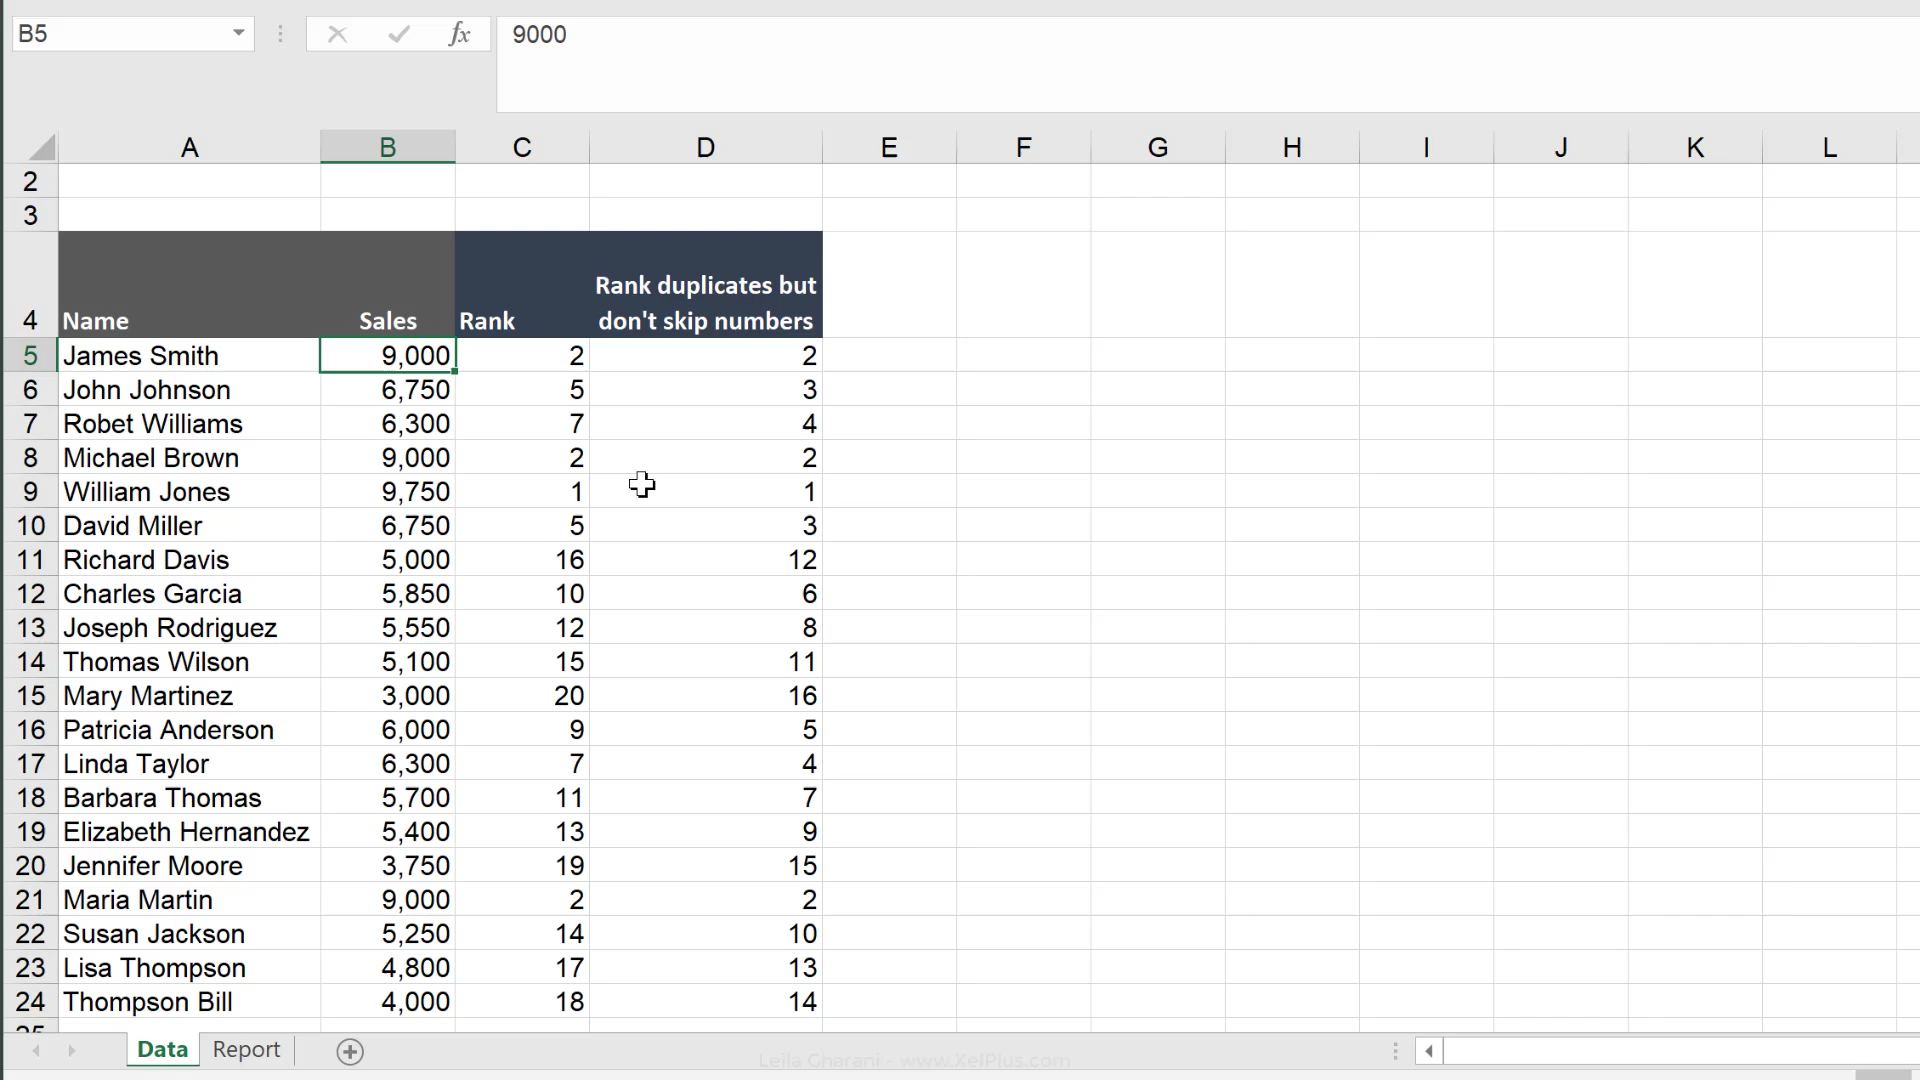 B5 fx 9000
A B C D E F G H I J K L
2
3
4 Name Sales Rank Rank duplicates but don't skip numbers
5 James Smith 9,000 2 2
6 John Johnson 6,750 5 3
7 Robet Williams 6,300 7 4
8 Michael Brown 9,000 2 2
9 William Jones 9,750 1 1
10 David Miller 6,750 5 3
11 Richard Davis 5,000 16 12
12 Charles Garcia 5,850 10 6
13 Joseph Rodriguez 5,550 12 8
14 Thomas Wilson 5,100 15 11
15 Mary Martinez 3,000 20 16
16 Patricia Anderson 6,000 9 5
17 Linda Taylor 6,300 7 4
18 Barbara Thomas 5,700 11 7
19 Elizabeth Hernandez 5,400 13 9
20 Jennifer Moore 3,750 19 15
21 Maria Martin 9,000 2 2
22 Susan Jackson 5,250 14 10
23 Lisa Thompson 4,800 17 13
24 Thompson Bill 4,000 18 14
25
Data Report
Leila Gharani - www.XelPlus.com